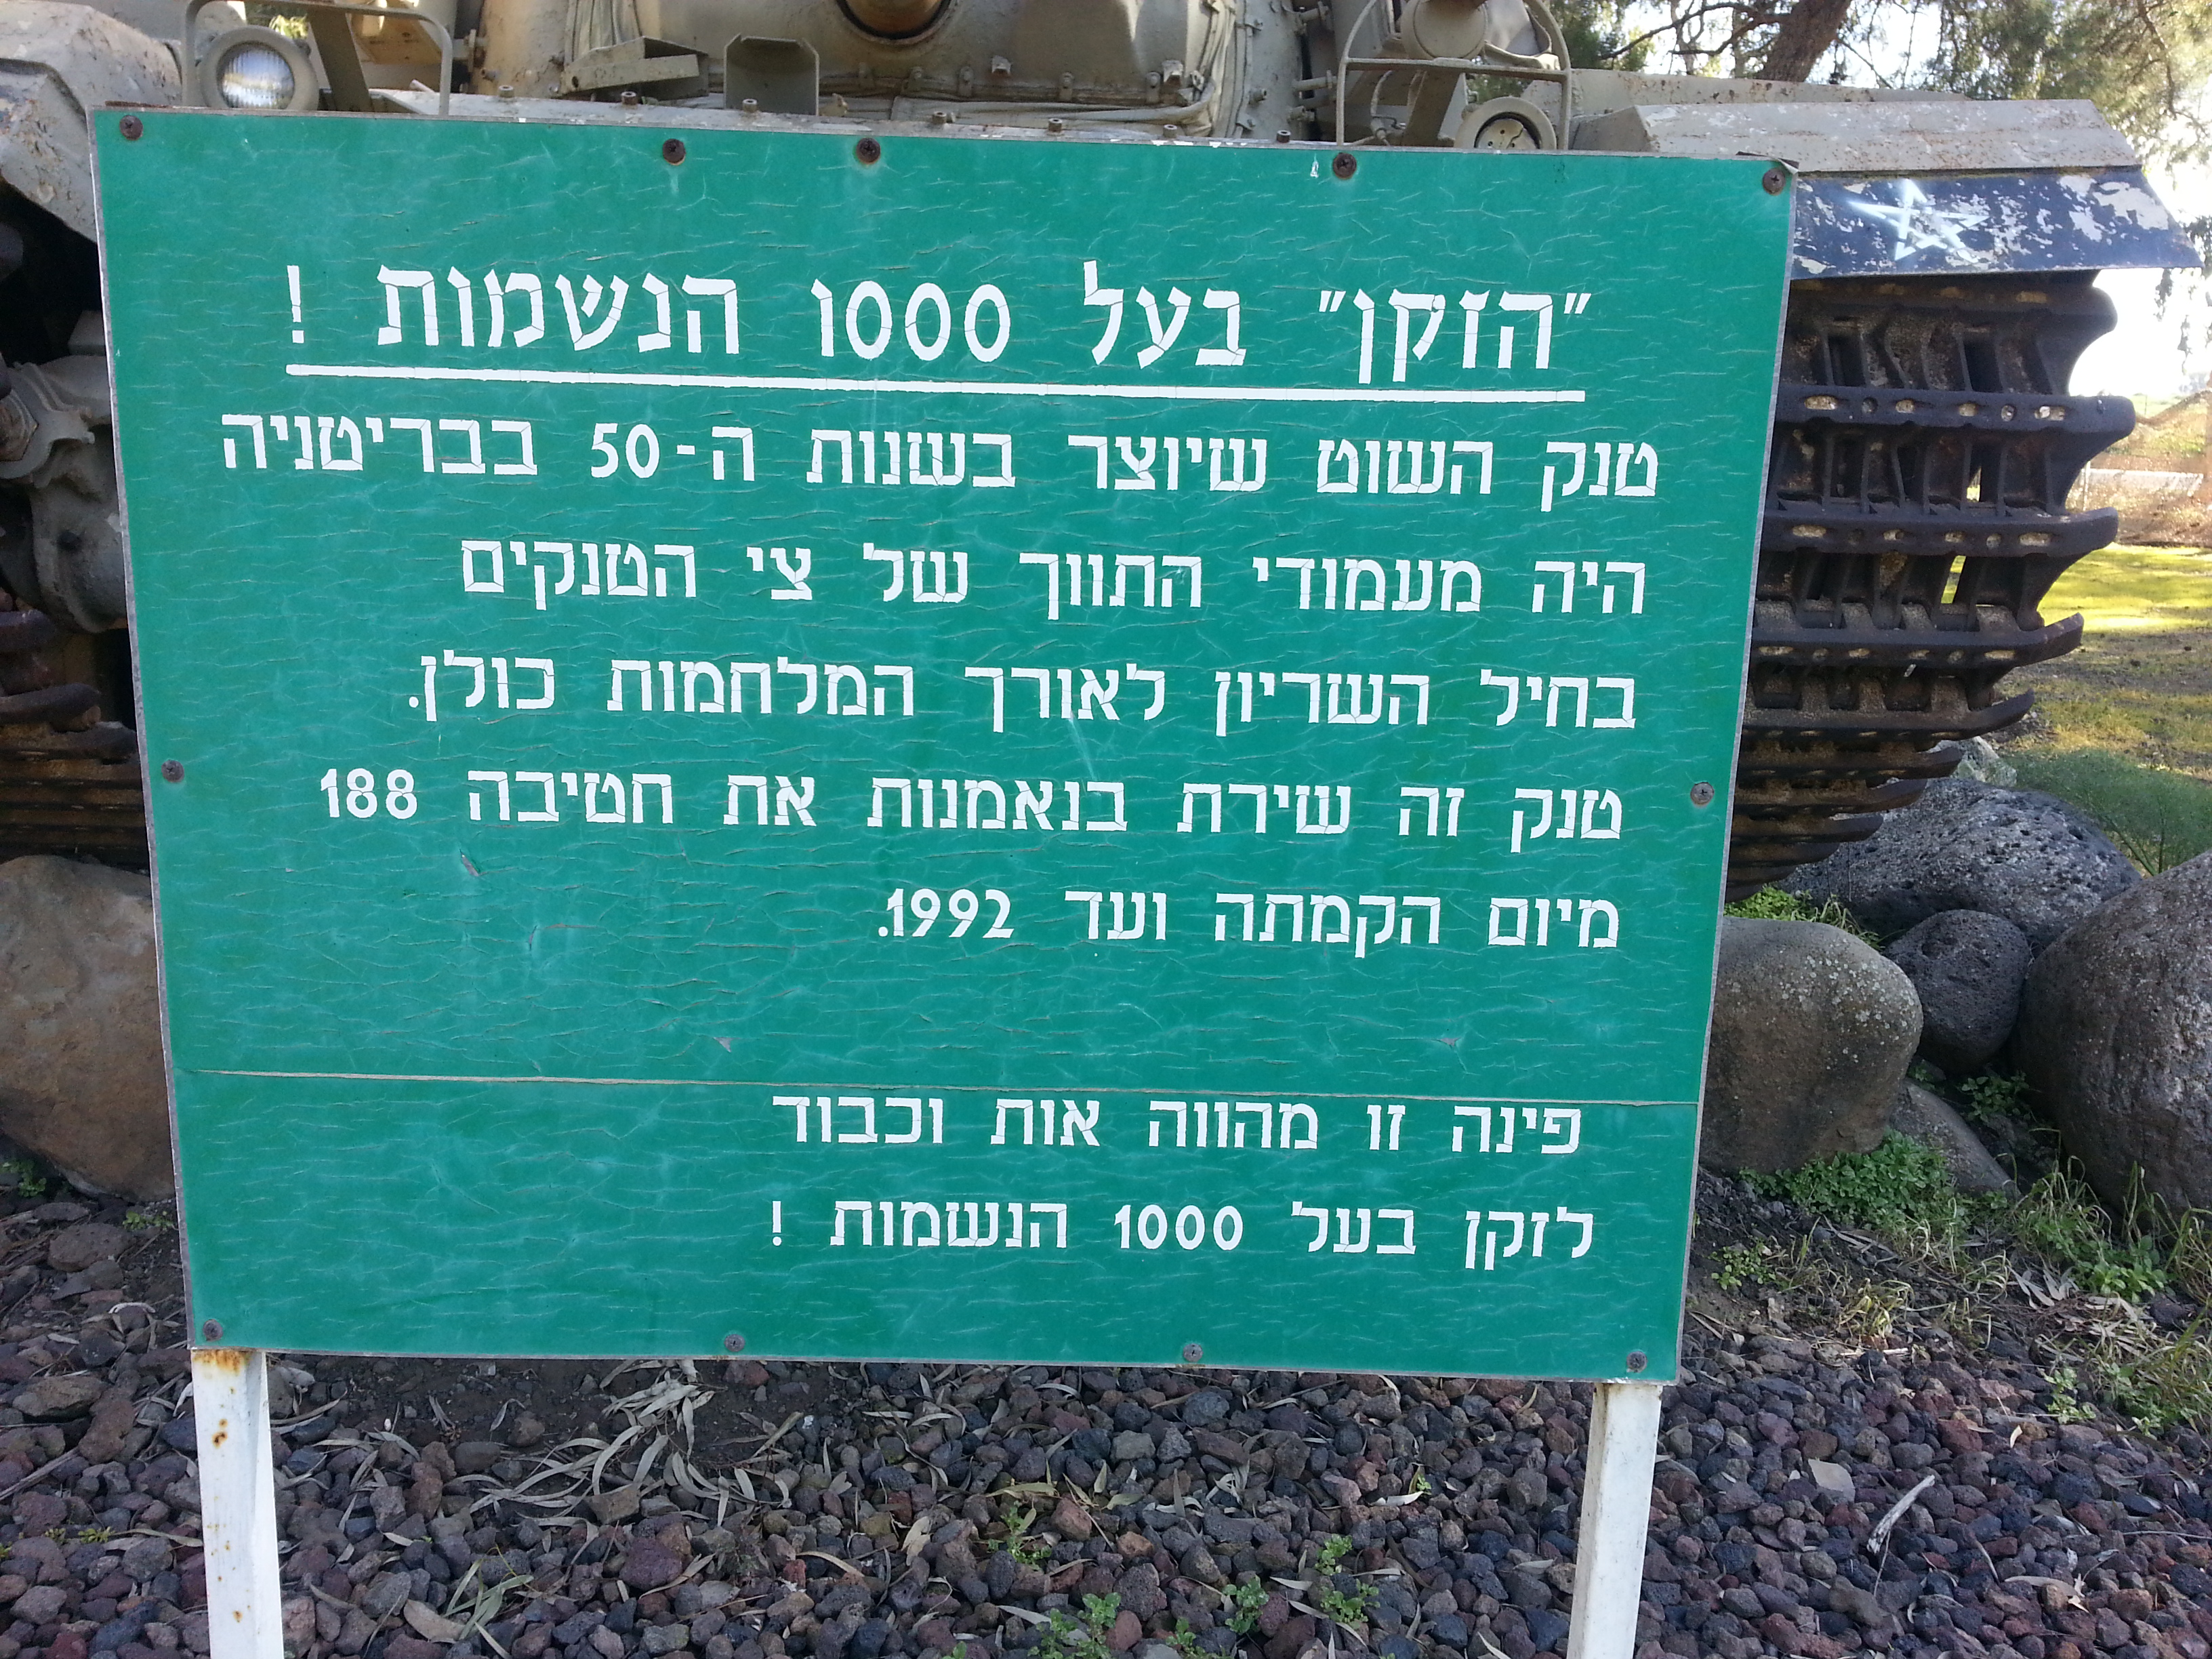 "הזקן" בעל 1000 הנשמות !
טנק השוט שיוצר בשנות ה-50 בבריטניה
היה מעמודי התווך של צי הטנקים
בחיל השריון לאורך המלחמות כולן.
טנק זה שירת בנאמנות את חטיבה 188
מיום הקמתה ועד 1992.
פינה זו מהווה אות וכבוד
לזקן בעל 1000 הנשמות !